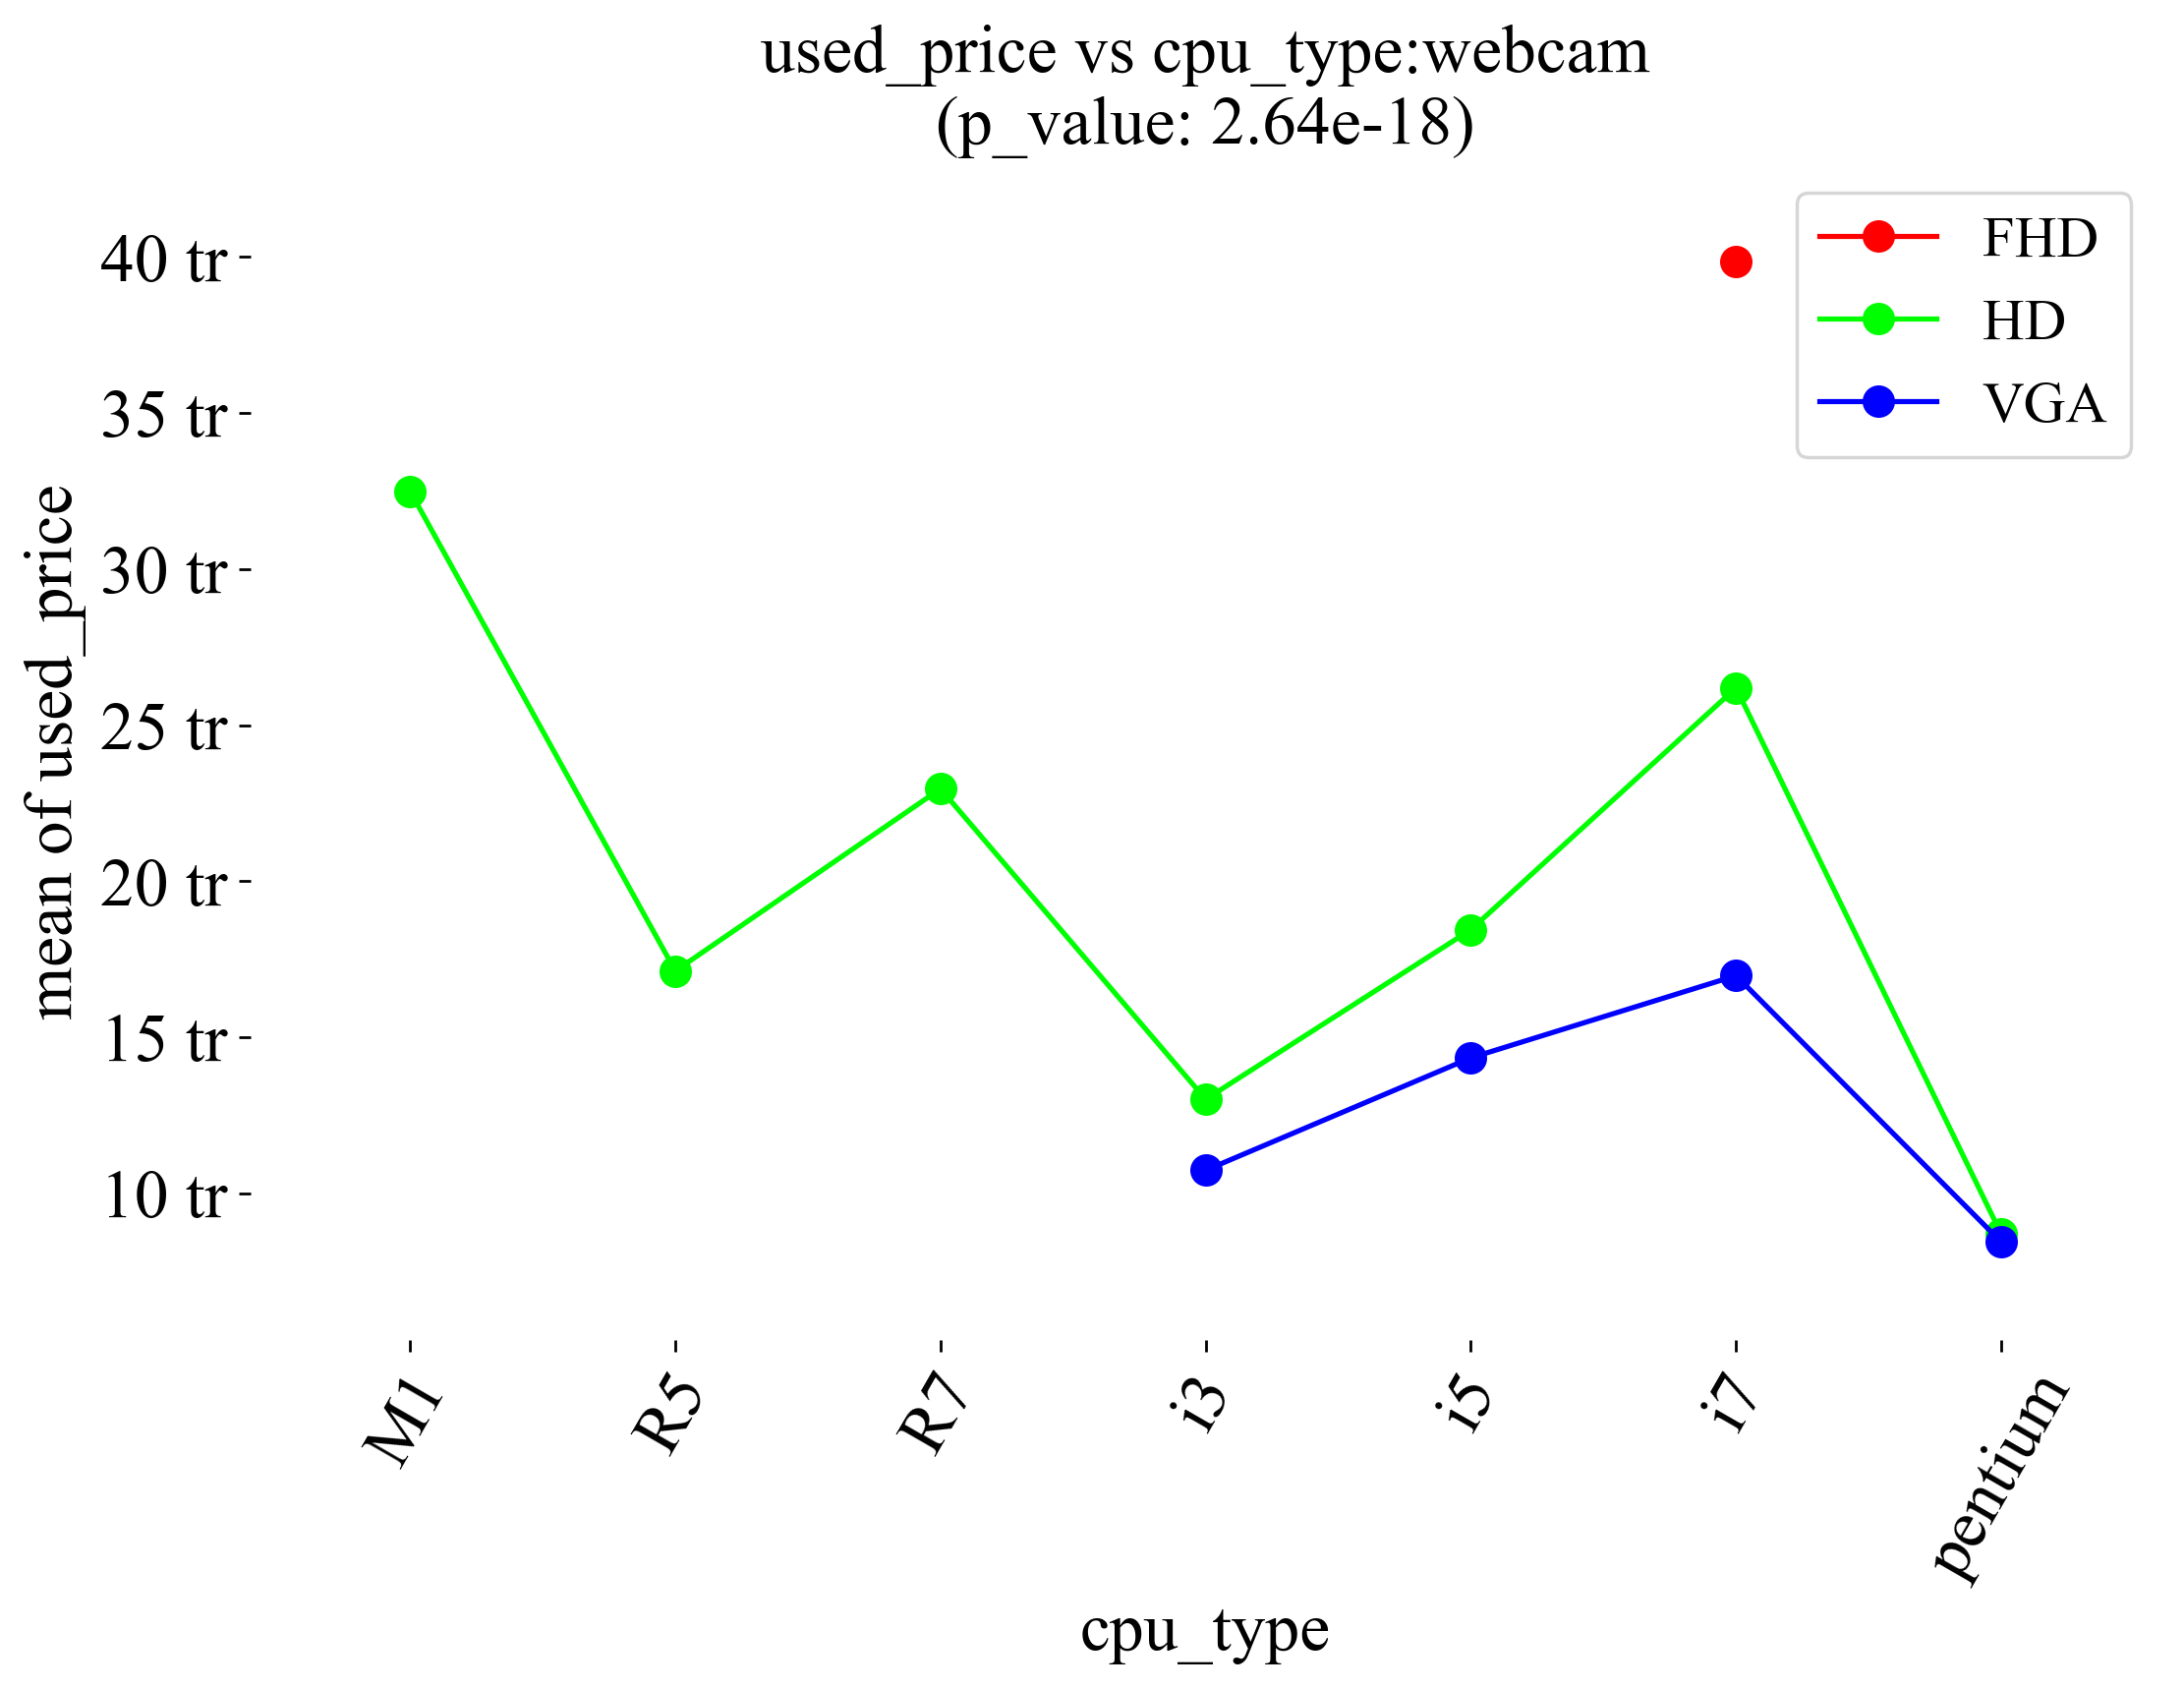 used_price vs cpu_type:webcam
(p_value: 2.64e-18)
FHD
HD
VGA
mean of used_price
40 tr
35 tr
30 tr
25 tr
20 tr
15 tr
10 tr
M1
R5
R7
i3
i5
i7
pentium
cpu_type